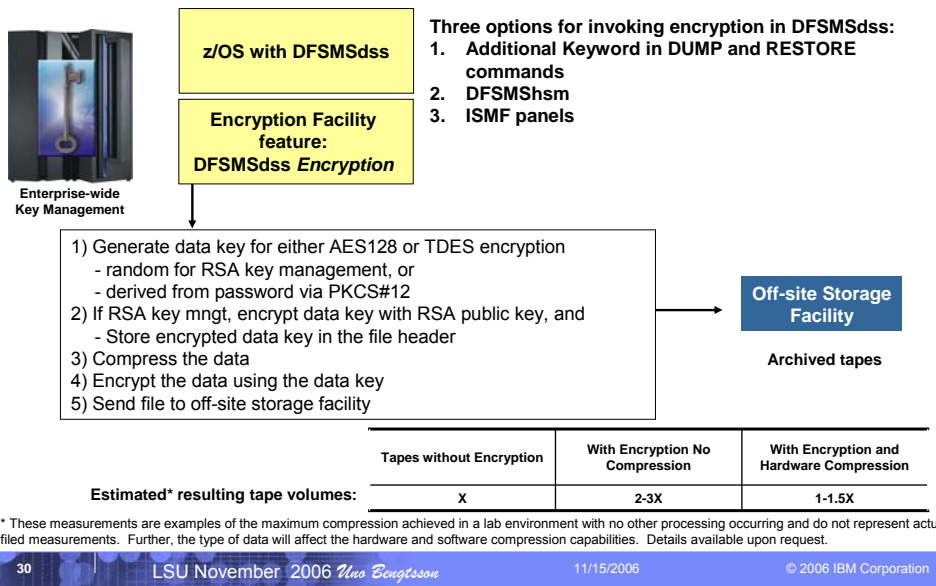 z/OS with DFSMSdss
Encryption Facility
feature:
DFSMSdss Encryption
Enterprise-wide
Key Management
Three options for invoking encryption in DFSMSdss:
1. Additional Keyword in DUMP and RESTORE
commands
2. DFSMShsm
3. ISMF panels
1) Generate data key for either AES128 or TDES encryption
- random for RSA key management, or
- derived from password via PKCS#12
2) If RSA key mngt, encrypt data key with RSA public key, and
- Store encrypted data key in the file header
3) Compress the data
4) Encrypt the data using the data key
5) Send file to off-site storage facility
Off-site Storage
Facility
Archived tapes
Tapes without Encryption
With Encryption No
Compression
With Encryption and
Hardware Compression
Estimated* resulting tape volumes:
X
2-3X
1-1.5X
* These measurements are examples of the maximum compression achieved in a lab environment with no other processing occurring and do not represent actu
filed measurements. Further, the type of data will affect the hardware and software compression capabilities. Details available upon request.
30
LSU November 2006 Uno Bengtsson
11/15/2006
© 2006 IBM Corporation